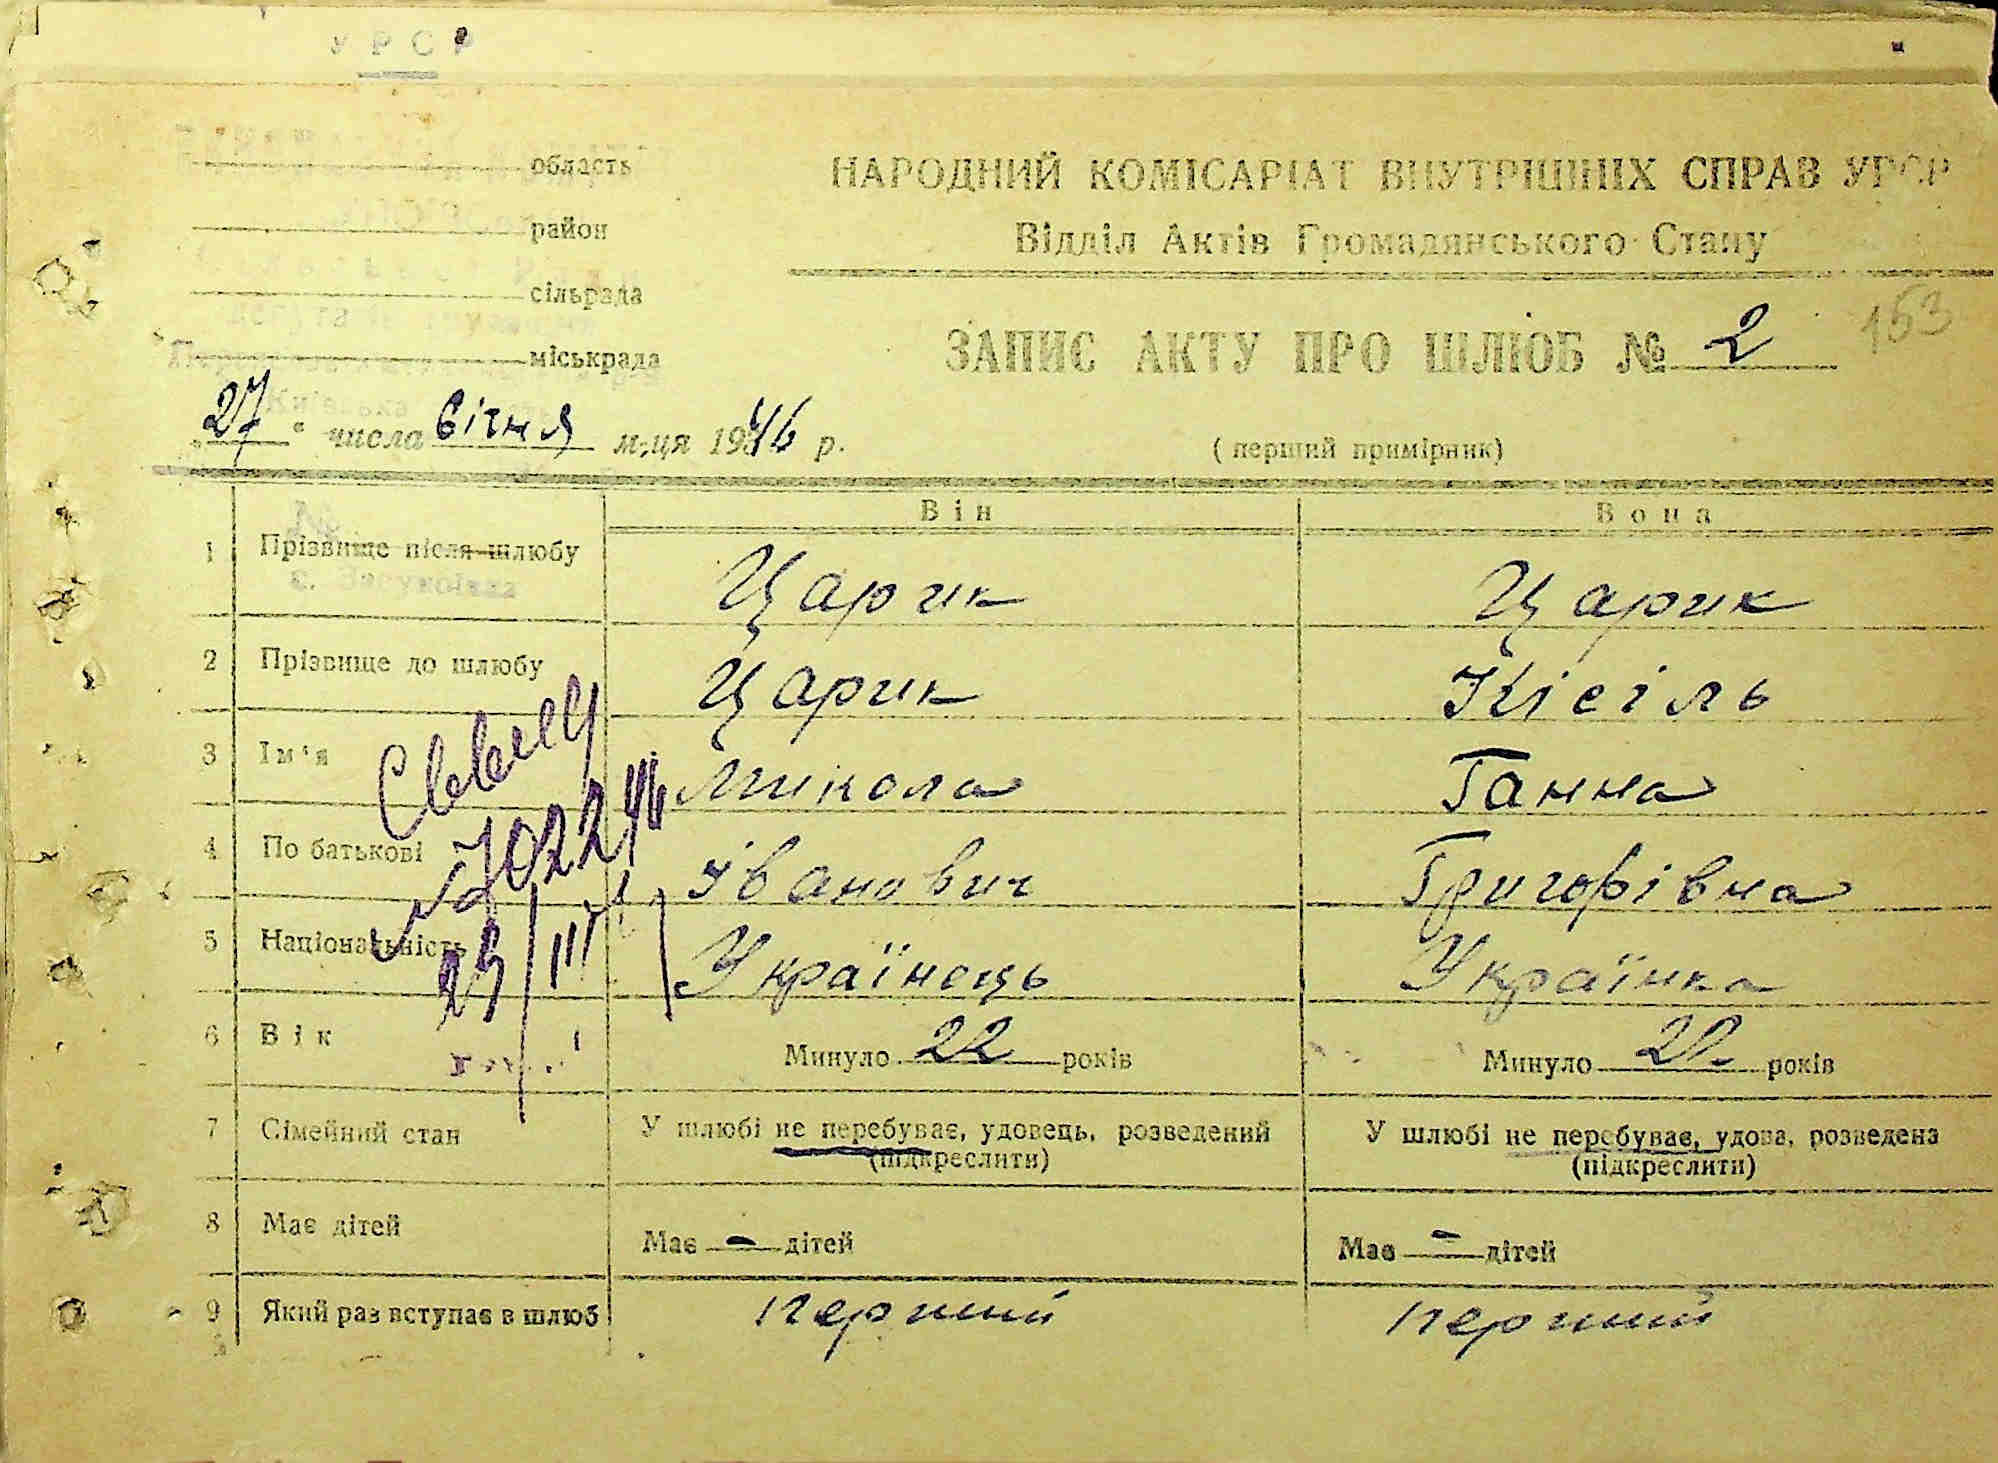 УРСР
область
район
сільрада
міськрада
НАРОДНИЙ КОМІСАРІАТ ВНУТРІШНІХ СПРАВ УРСР
Відділ Актів Громадянського Стану
ЗАПИС АКТУ ПРО ШЛЮБ № 2
153
"27" числа січня м-ця 1946 р.
(перший примірник)
Він Вона
1 Прізвище після шлюбу Царик Царик
2 Прізвище до шлюбу Царик Кісіль
3 Ім'я Микола Ганна
4 По батькові Іванович Григорівна
5 Національність Українець Українка
6 Вік Минуло 22 років Минуло років
7 Сімейний стан У шлюбі не перебуває, удовець, розведений У шлюбі не перебуває, удова, розведена
(підкреслити) (підкреслити)
8 Має дітей Має - дітей Має - дітей
9 Який раз вступає в шлюб перший перший